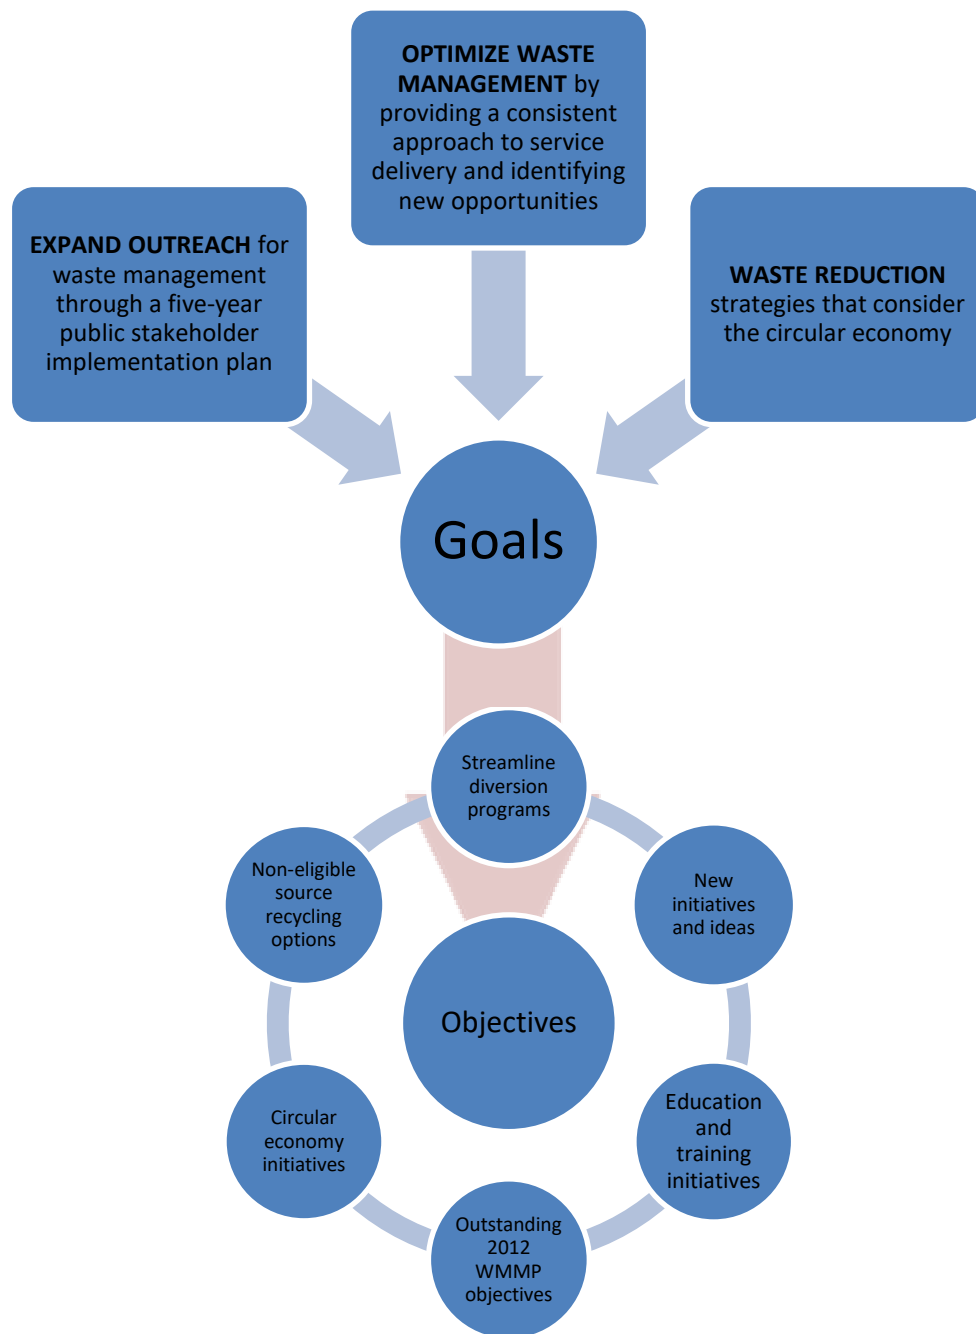 OPTIMIZE WASTE
MANAGEMENT by
providing a consistent
approach to service
delivery and identifying
new opportunities
EXPAND OUTREACH for
waste management
through a five-year
public stakeholder
implementation plan
WASTE REDUCTION
strategies that consider
the circular economy
Goals
Streamline
diversion
programs
Non-eligible
source
recycling
options
New
initiatives
and ideas
Objectives
Circular
economy
initiatives
Education
and
training
initiatives
Outstanding
2012
WMMP
objectives